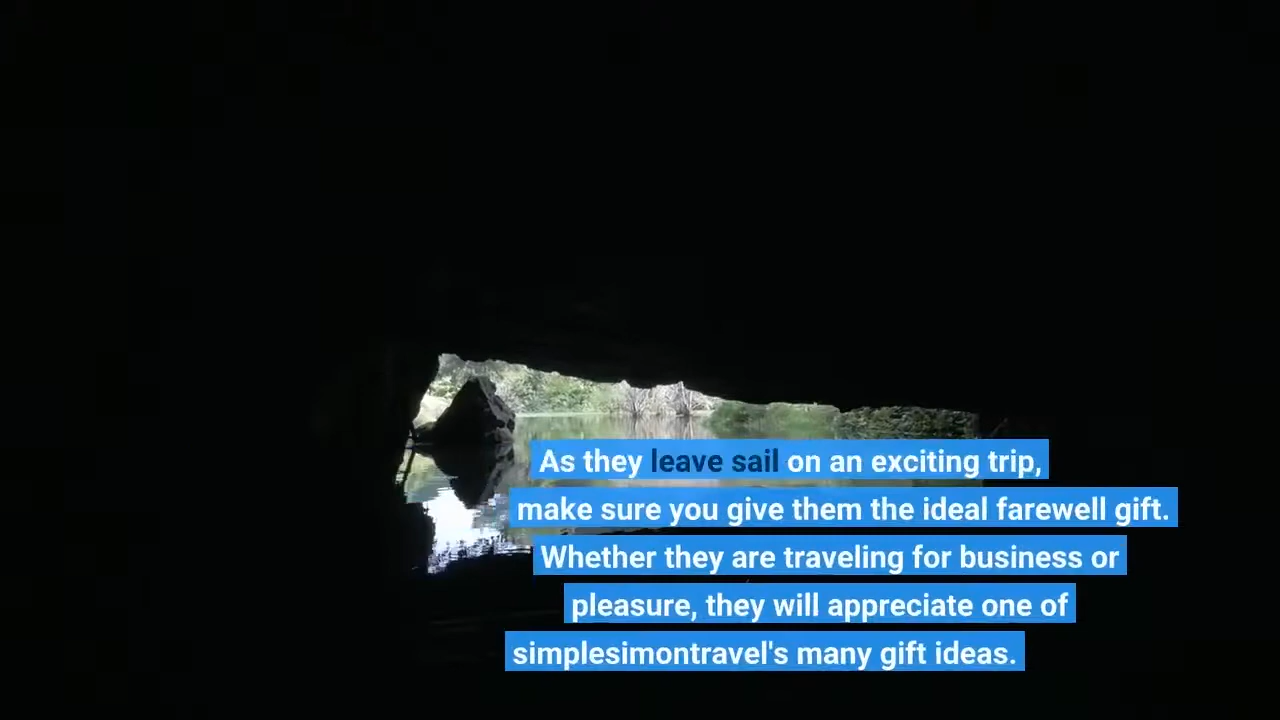 As they leave sail on an exciting trip,
make sure you give them the ideal farewell gift.
Whether they are traveling for business or
pleasure, they will appreciate one of
simplesimontravel's many gift ideas.